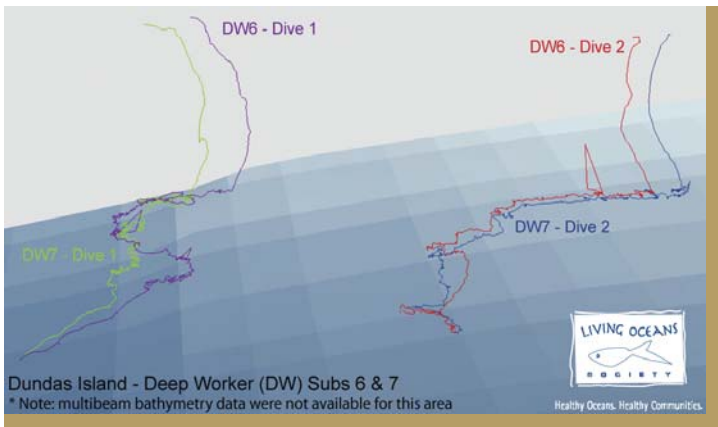 DW6 - Dive 1
DW6 - Dive 2
DW7 - Dive 2
DW7 - Dive 1
LIVING OCEANS
SOCIETY
Dundas Island - Deep Worker (DW) Subs 6 & 7
* Note: multibeam bathymetry data were not available for this area
Healthy Oceans. Healthy Communities.